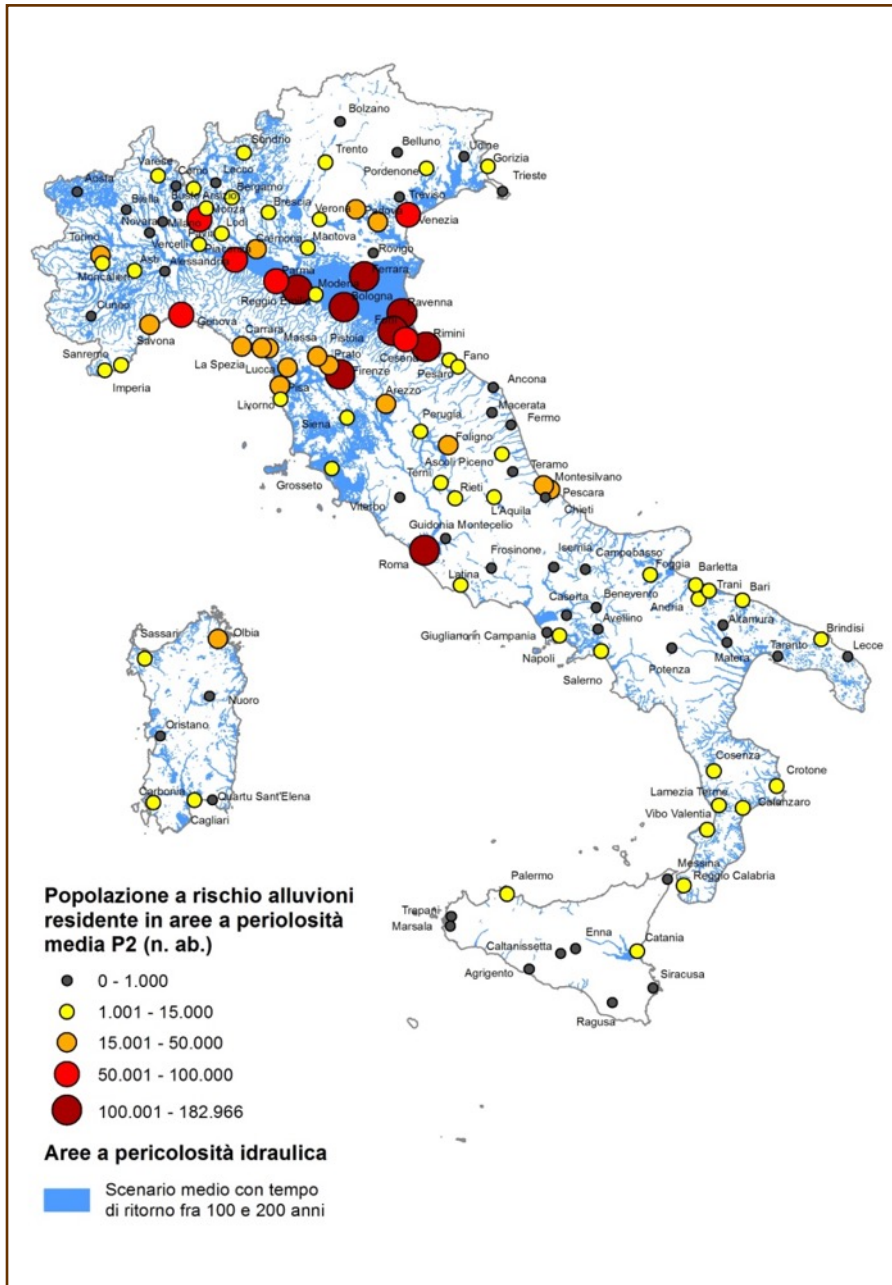 Bolzano
Belluno
Udine
Sondrio
Trento
Pordenone
Gorizia
Varese
Como
Lecco
Trieste
Aosta
Biella
Busto Arsizio
Bergamo
Treviso
Monza
Brescia
Verona
Padova
Venezia
Novara
Milano
Lodi
Vercelli
Pavia
Cremona
Mantova
Rovigo
Torino
Piacenza
Asti
Alessandria
Moncalieri
Parma
Ferrara
Modena
Reggio Emilia
Bologna
Ravenna
Cuneo
Genova
Forlì
Savona
Carrara
Massa
Pistoia
Rimini
Cesena
Sanremo
La Spezia
Prato
Fano
Imperia
Lucca
Firenze
Pesaro
Pisa
Ancona
Livorno
Arezzo
Macerata
Siena
Perugia
Fermo
Foligno
Ascoli Piceno
Grosseto
Terni
Teramo
Montesilvano
Rieti
Pescara
Viterbo
L'Aquila
Chieti
Guidonia Montecelio
Roma
Frosinone
Isernia
Campobasso
Foggia
Barletta
Latina
Trani
Caserta
Benevento
Andria
Bari
Giugliano in Campania
Avellino
Altamura
Brindisi
Sassari
Olbia
Napoli
Potenza
Matera
Taranto
Lecce
Salerno
Nuoro
Oristano
Cosenza
Crotone
Carbonia
Quartu Sant'Elena
Lamezia Terme
Cagliari
Vibo Valentia
Catanzaro
Messina
Palermo
Reggio Calabria
Trapani
Marsala
Enna
Catania
Caltanissetta
Agrigento
Siracusa
Ragusa
Popolazione a rischio alluvioni
residente in aree a periolosità
media P2 (n. ab.)
0 - 1.000
1.001 - 15.000
15.001 - 50.000
50.001 - 100.000
100.001 - 182.966
Aree a pericolosità idraulica
Scenario medio con tempo
di ritorno fra 100 e 200 anni